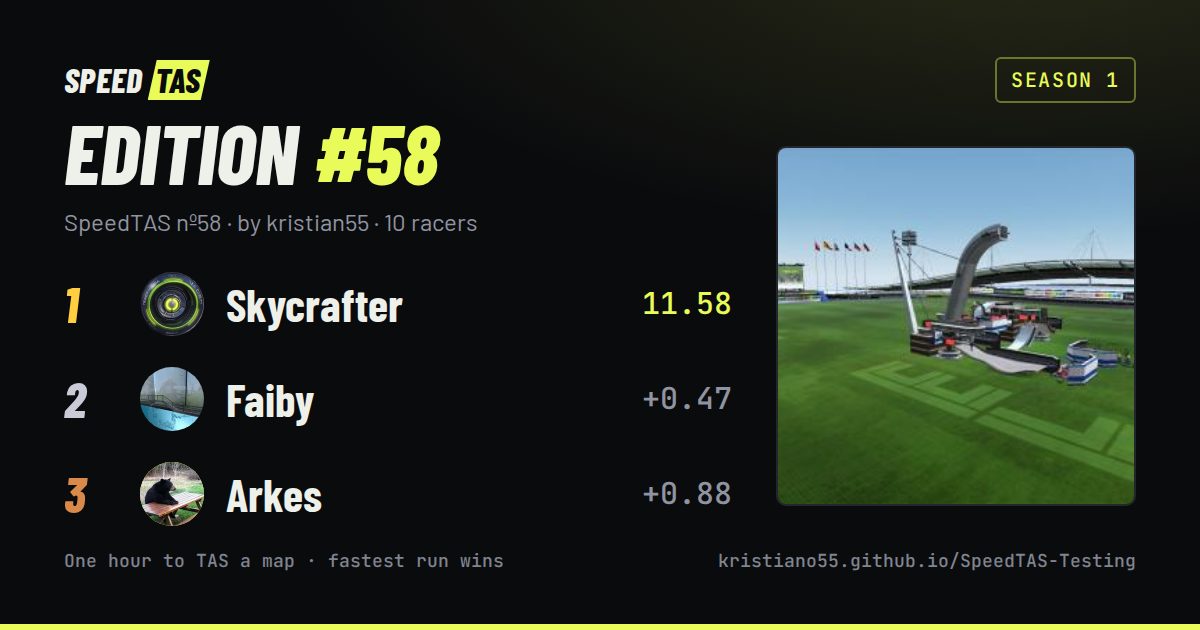 SPEED TAS
SEASON 1
EDITION #58
SpeedTAS nº58 · by kristian55 · 10 racers
1 Skycrafter 11.58
2 Faiby +0.47
3 Arkes +0.88
One hour to TAS a map · fastest run wins
kristiano55.github.io/SpeedTAS-Testing